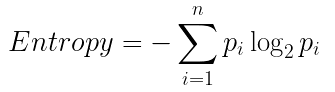 Entropy = - \sum_{i=1}^{n} p_i \log_2 p_i